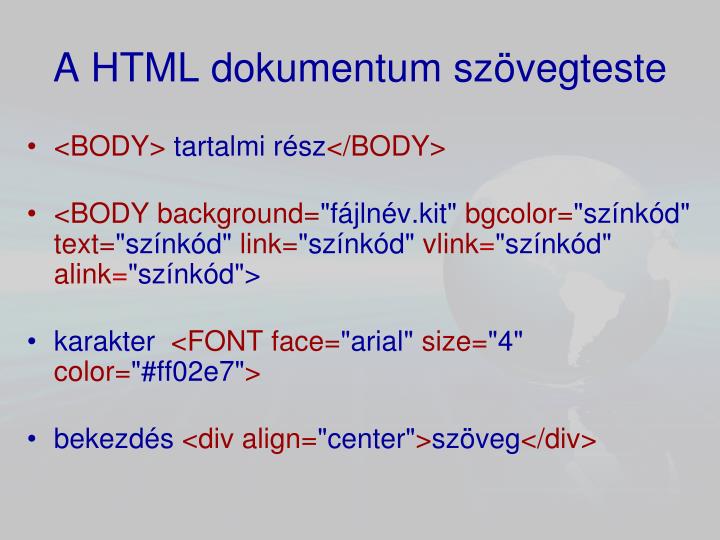 A HTML dokumentum szövegteste
• <BODY> tartalmi rész</BODY>
• <BODY background="fájlnév.kit" bgcolor="színkód"
text="színkód" link="színkód" vlink="színkód"
alink="színkód">
• karakter  <FONT face="arial" size="4"
color="#ff02e7">
• bekezdés <div align="center">szöveg</div>